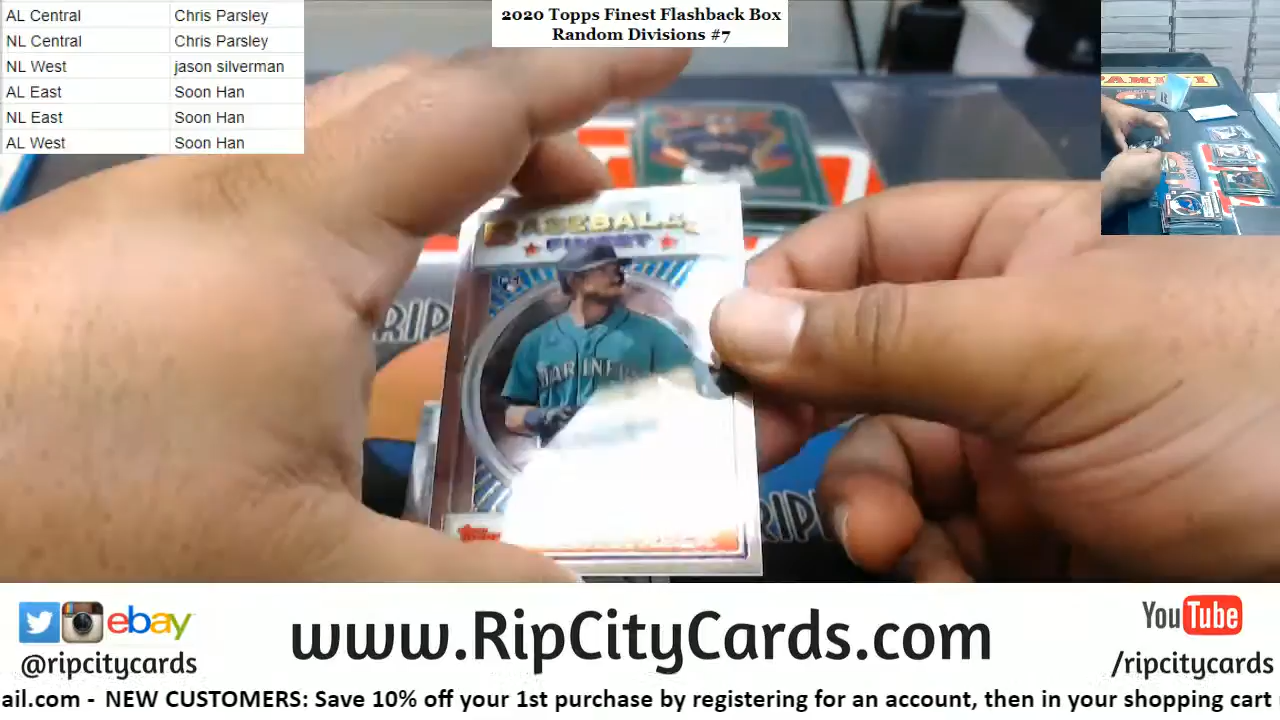 AL Central Chris Parsley
NL Central Chris Parsley
NL West jason silverman
AL East Soon Han
NL East Soon Han
AL West Soon Han
2020 Topps Finest Flashback Box
Random Divisions #7
PANINI
BASEBALL
FINEST
MARINERS
RIP
RIP
ebay
@ripcitycards
www.RipCityCards.com
YouTube
/ripcitycards
ail.com - NEW CUSTOMERS: Save 10% off your 1st purchase by registering for an account, then in your shopping cart